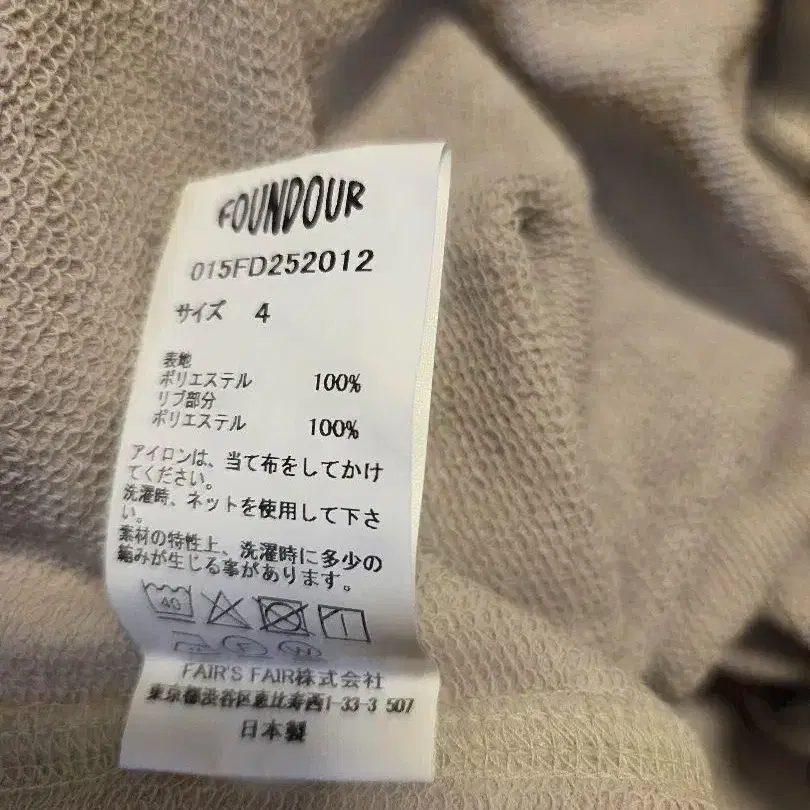 FOUNDOUR
015FD252012
サイズ 4
表地
ポリエステル 100%
リブ部分
ポリエステル 100%
アイロンは、当て布をしてかけ
てください。
洗濯時、ネットを使用して下さ
い。
素材の特性上、洗濯時に多少の
縮みが生じる事があります。
40
FAIR'S FAIR株式会社
東京都渋谷区恵比寿西1-33-3 507
日本製